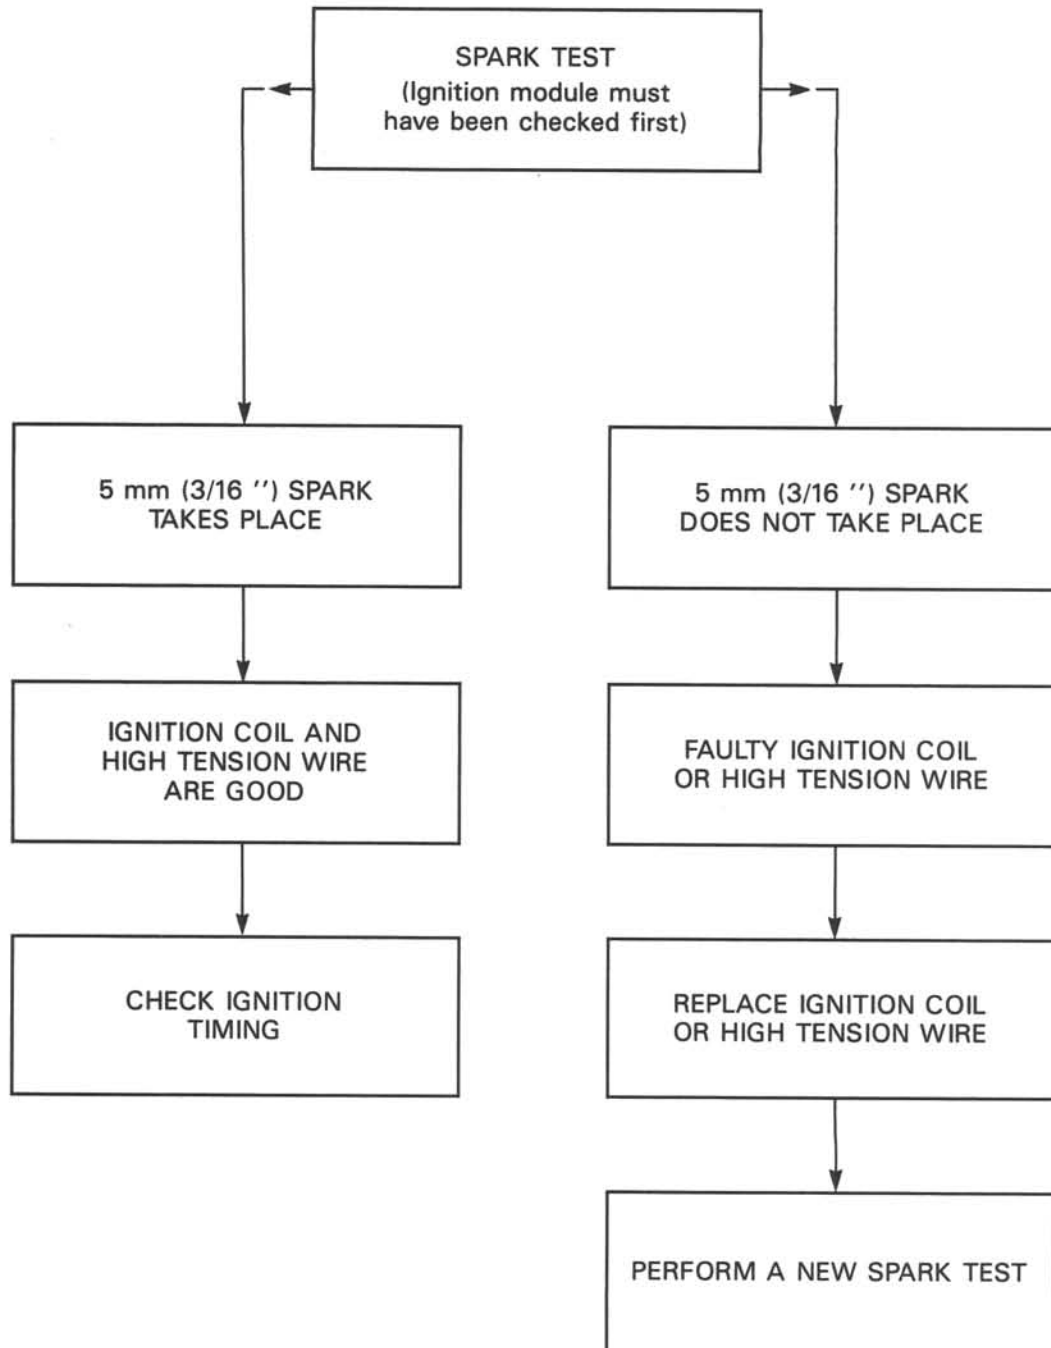 SPARK TEST
(Ignition module must
have been checked first)
5 mm (3/16 ′′) SPARK
TAKES PLACE
IGNITION COIL AND
HIGH TENSION WIRE
ARE GOOD
CHECK IGNITION
TIMING
5 mm (3/16 ′′) SPARK
DOES NOT TAKE PLACE
FAULTY IGNITION COIL
OR HIGH TENSION WIRE
REPLACE IGNITION COIL
OR HIGH TENSION WIRE
PERFORM A NEW SPARK TEST